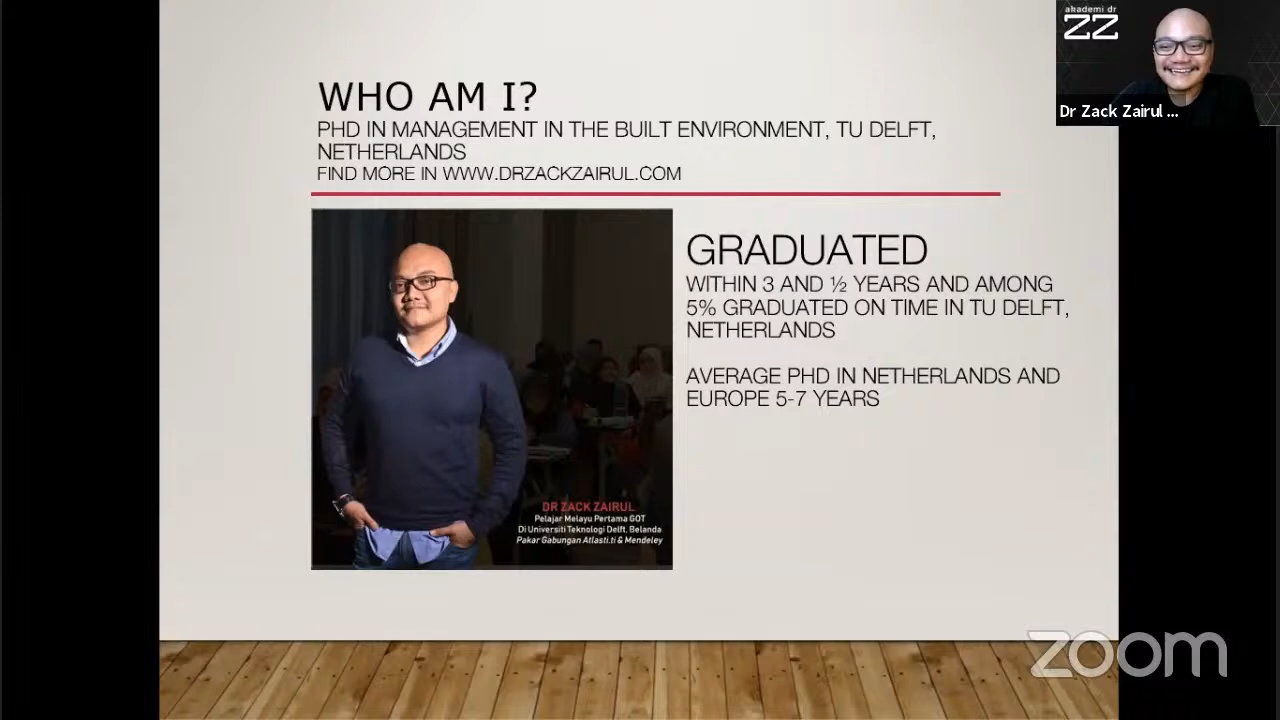 WHO AM I?
PHD IN MANAGEMENT IN THE BUILT ENVIRONMENT, TU DELFT,
NETHERLANDS
FIND MORE IN WWW.DRZACKZAIRUL.COM
GRADUATED
WITHIN 3 AND ½ YEARS AND AMONG
5% GRADUATED ON TIME IN TU DELFT,
NETHERLANDS
AVERAGE PHD IN NETHERLANDS AND
EUROPE 5-7 YEARS
DR ZACK ZAIRUL
Pelajar Melayu Pertama GOT
Di Universiti Teknologi Delft, Belanda
Pakar Gabungan Atlasti.ti & Mendeley
akademi dr
ZZ
Dr Zack Zairul ...
zoom